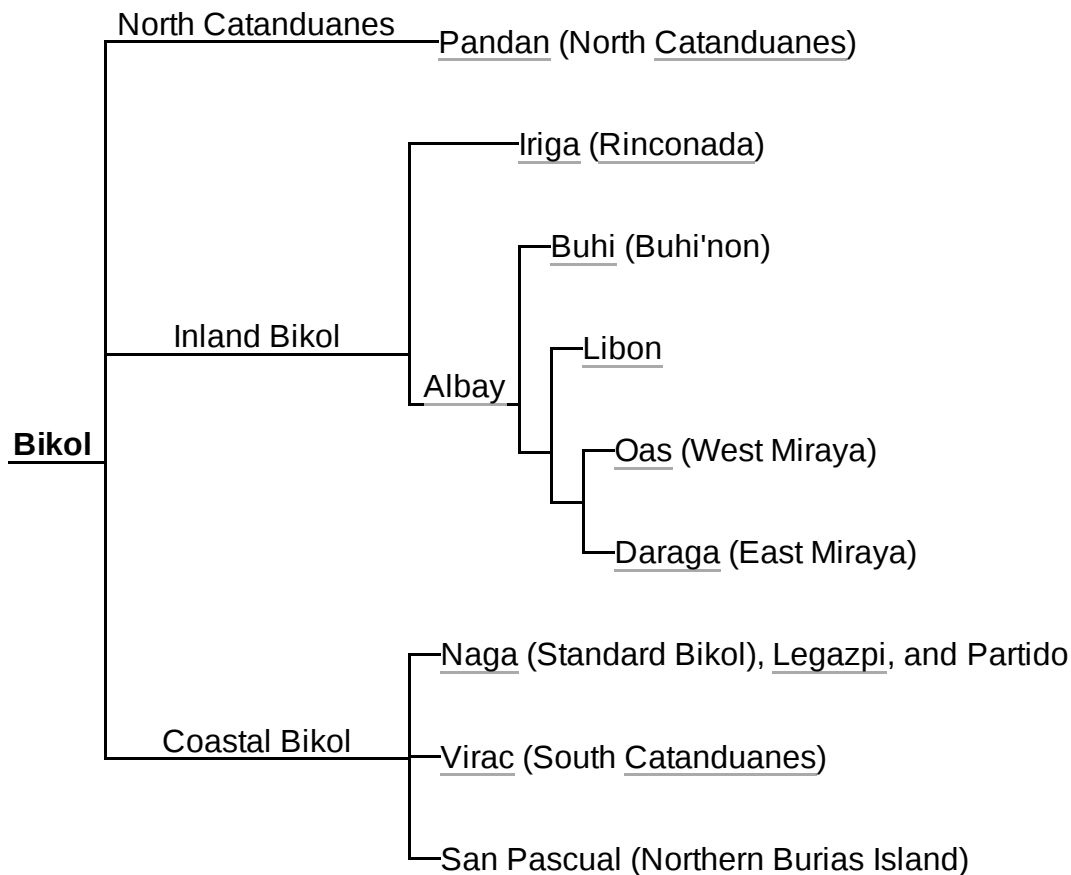 North Catanduanes
Pandan (North Catanduanes)
Iriga (Rinconada)
Buhi (Buhi'non)
Inland Bikol
Libon
Albay
Bikol
Oas (West Miraya)
Daraga (East Miraya)
Naga (Standard Bikol), Legazpi, and Partido
Coastal Bikol
Virac (South Catanduanes)
San Pascual (Northern Burias Island)